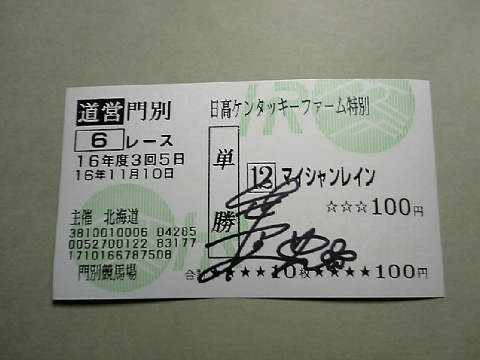 道営 門別
日高ケンタッキーファーム特別
6 レース
16年度3回5日
16年11月10日
単勝
12 マイシャンレイン
☆☆☆100円
主催 北海道
3810010006 04285
0052700122 83177
1710166787508
門別競馬場
合計★★★★10枚★★★★100円